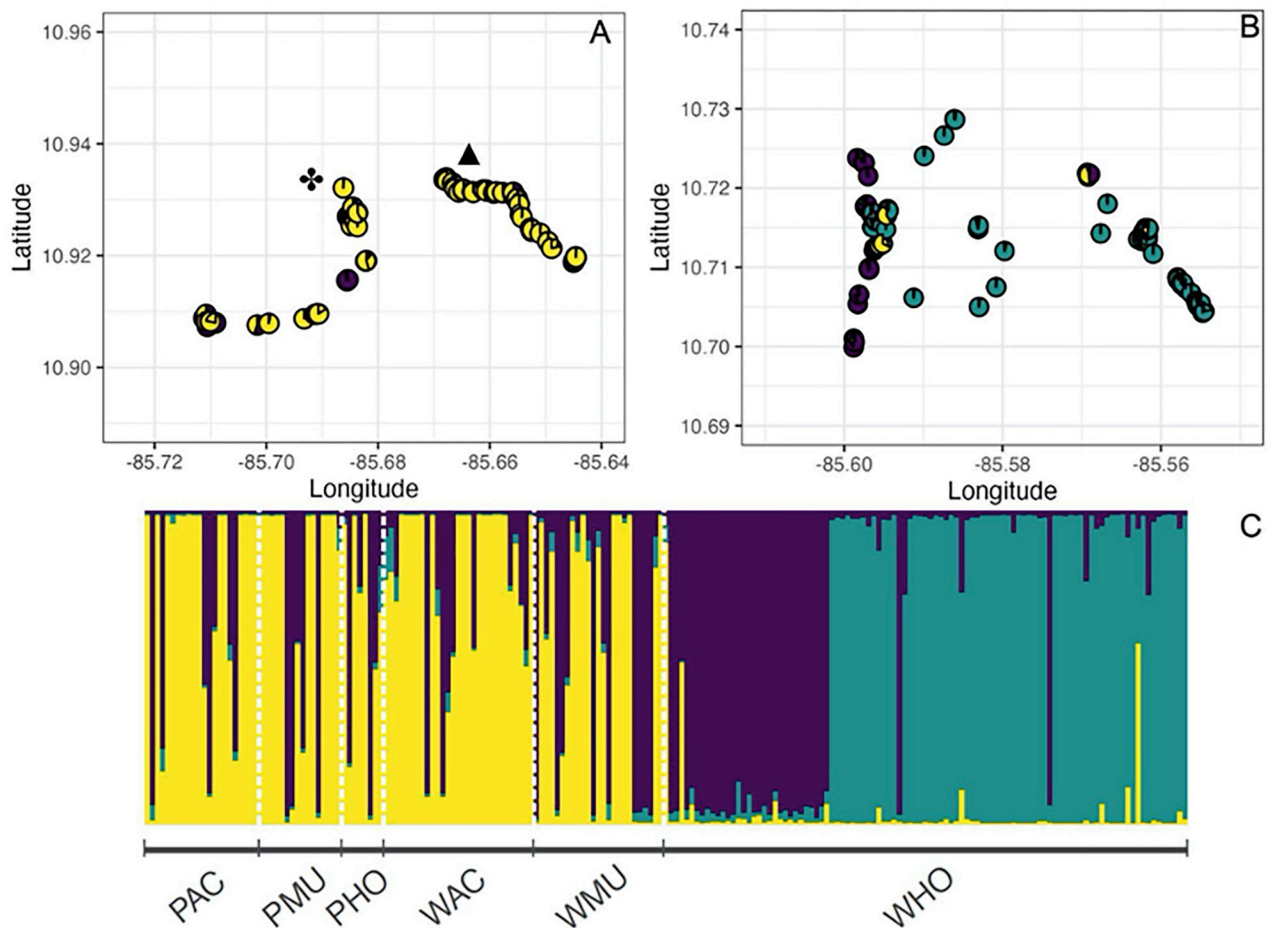 A
10.96
10.94
10.92
10.90
Latitude
-85.72 -85.70 -85.68 -85.66 -85.64
Longitude
B
10.74
10.73
10.72
10.71
10.70
10.69
Latitude
-85.60 -85.58 -85.56
Longitude
C
PAC PMU PHO WAC WMU WHO